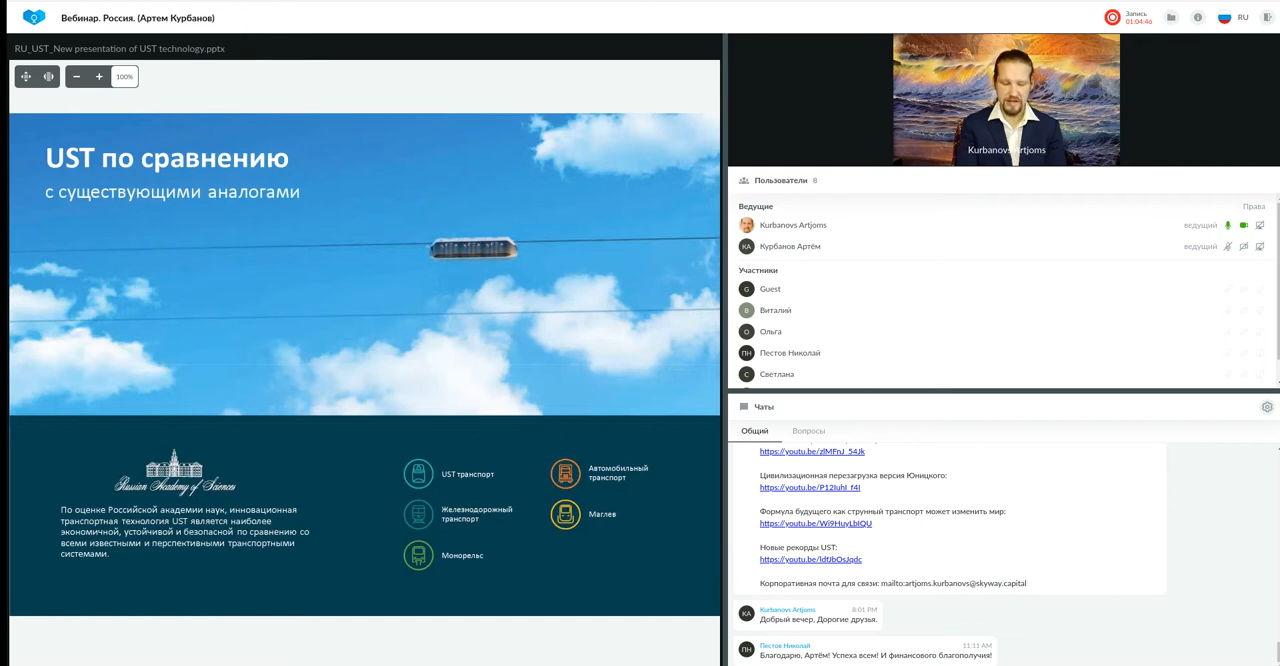 Вебинар. Россия. (Артем Курбанов)
Запись
01:04:46
RU
RU_UST_New presentation of UST technology.pptx
100%
UST по сравнению
с существующими аналогами
Russian Academy of Sciences
По оценке Российской академии наук, инновационная
транспортная технология UST является наиболее
экономичной, устойчивой и безопасной по сравнению со
всеми известными и перспективными транспортными
системами.
UST транспорт
Железнодорожный
транспорт
Монорельс
Автомобильный
транспорт
Маглев
Kurbanovs Artjoms
Пользователи 8
Ведущие
Права
Kurbanovs Artjoms
ведущий
КА
Курбанов Артём
ведущий
Участники
G
Guest
В
Виталий
О
Ольга
ПН
Пестов Николай
С
Светлана
Чаты
Общий
Вопросы
https://youtu.be/zlMFnJ_54Jk
Цивилизационная перезагрузка версия Юницкого:
https://youtu.be/P12IuhI_f4I
Формула будущего как струнный транспорт может изменить мир:
https://youtu.be/Wi9HuyLbIQU
Новые рекорды UST:
https://youtu.be/ldfJbOsJqdc
Корпоративная почта для связи: mailto:artjoms.kurbanovs@skyway.capital
KA
Kurbanovs Artjoms
8:01 PM
Добрый вечер, Дорогие друзья.
ПН
Пестов Николай
11:11 AM
Благодарю, Артём! Успеха всем! И финансового благополучия!